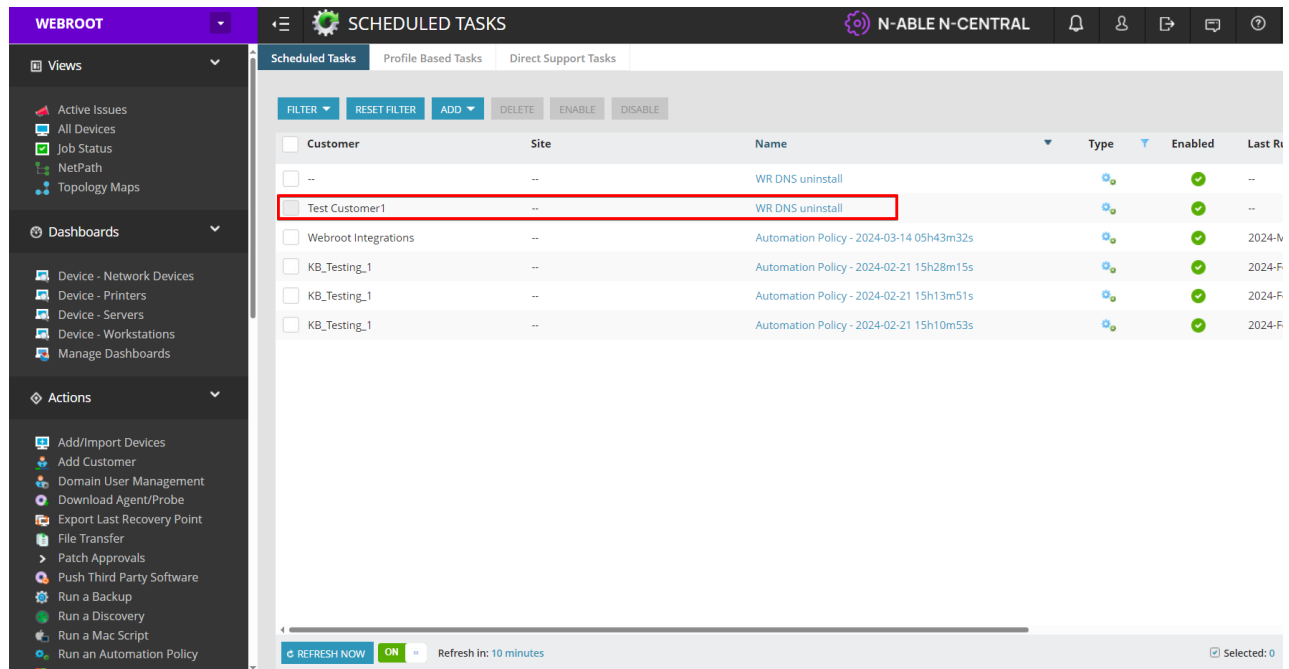 WEBROOT
SCHEDULED TASKS
N-ABLE N-CENTRAL
Views
Active Issues
All Devices
Job Status
NetPath
Topology Maps
Dashboards
Device - Network Devices
Device - Printers
Device - Servers
Device - Workstations
Manage Dashboards
Actions
Add/Import Devices
Add Customer
Domain User Management
Download Agent/Probe
Export Last Recovery Point
File Transfer
Patch Approvals
Push Third Party Software
Run a Backup
Run a Discovery
Run a Mac Script
Run an Automation Policy
Scheduled Tasks Profile Based Tasks Direct Support Tasks
FILTER RESET FILTER ADD DELETE ENABLE DISABLE
Customer Site Name Type Enabled Last Ru
-- -- WR DNS uninstall --
Test Customer1 -- WR DNS uninstall --
Webroot Integrations -- Automation Policy - 2024-03-14 05h43m32s 2024-M
KB_Testing_1 -- Automation Policy - 2024-02-21 15h28m15s 2024-F
KB_Testing_1 -- Automation Policy - 2024-02-21 15h13m51s 2024-F
KB_Testing_1 -- Automation Policy - 2024-02-21 15h10m53s 2024-F
REFRESH NOW ON Refresh in: 10 minutes Selected: 0